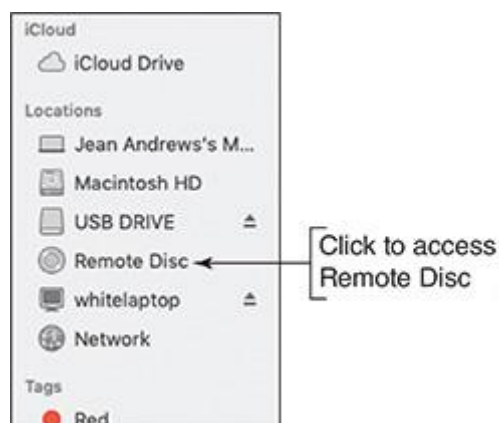 iCloud
iCloud Drive
Locations
Jean Andrews's M...
Macintosh HD
USB DRIVE
Remote Disc
whitelaptop
Network
Tags
Red
Click to access
Remote Disc